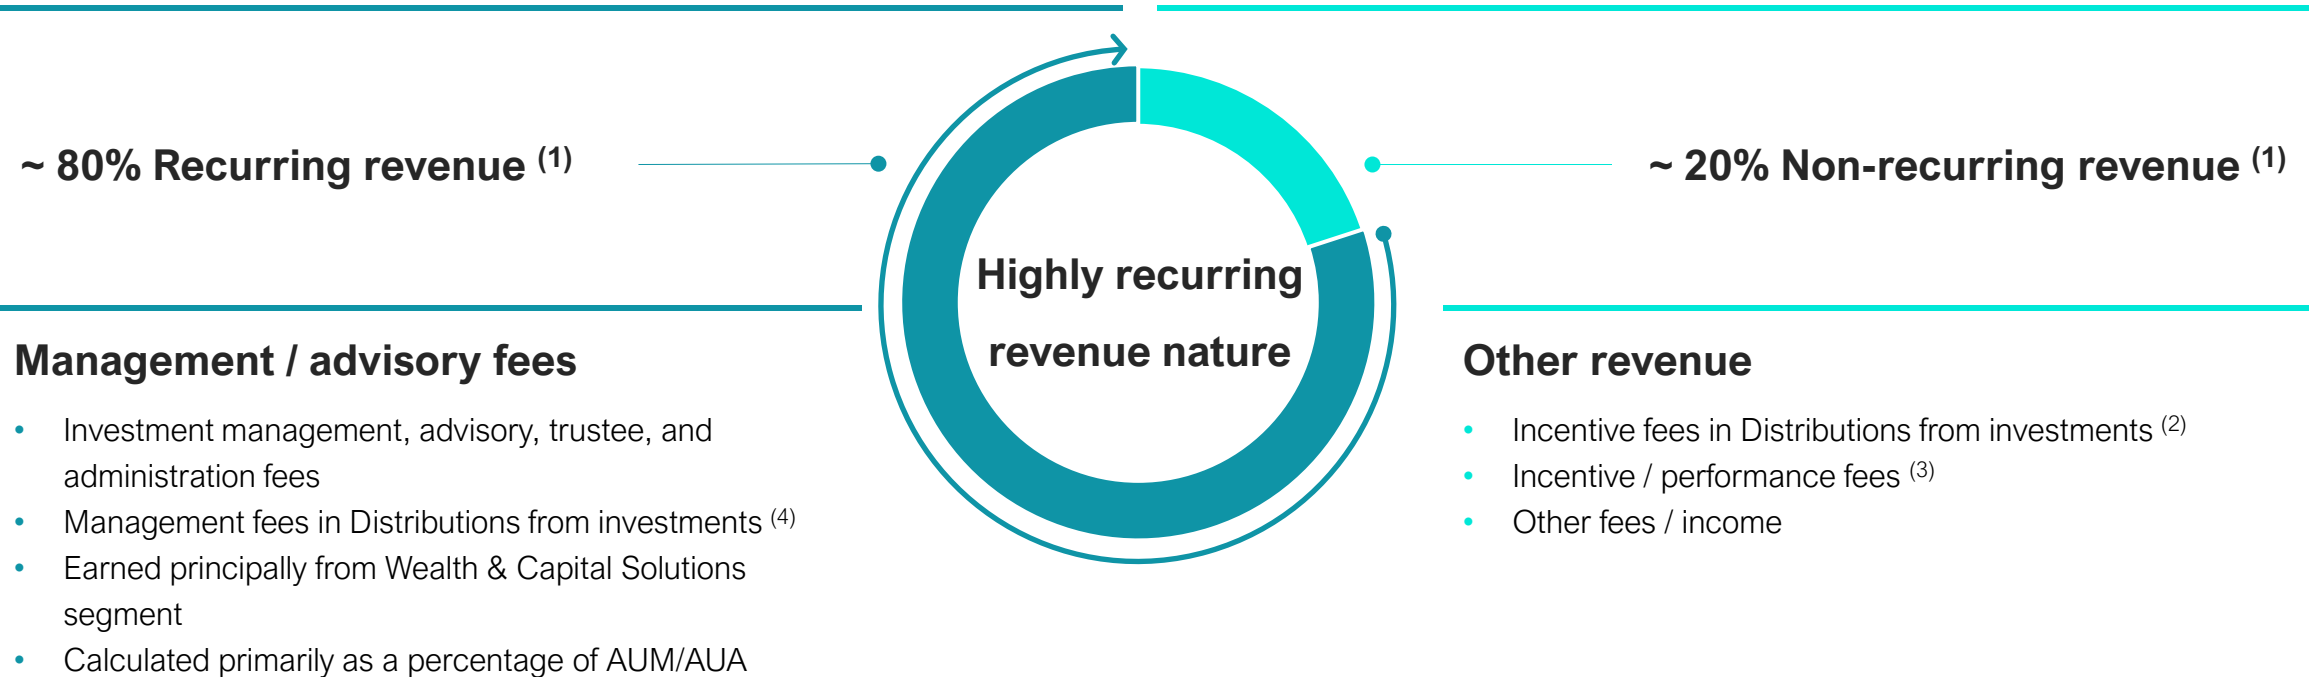 ~ 80% Recurring revenue (1)
~ 20% Non-recurring revenue (1)
Highly recurring
revenue nature
Management / advisory fees
• Investment management, advisory, trustee, and
administration fees
• Management fees in Distributions from investments (4)
• Earned principally from Wealth & Capital Solutions
segment
• Calculated primarily as a percentage of AUM/AUA
Other revenue
• Incentive fees in Distributions from investments (2)
• Incentive / performance fees (3)
• Other fees / income